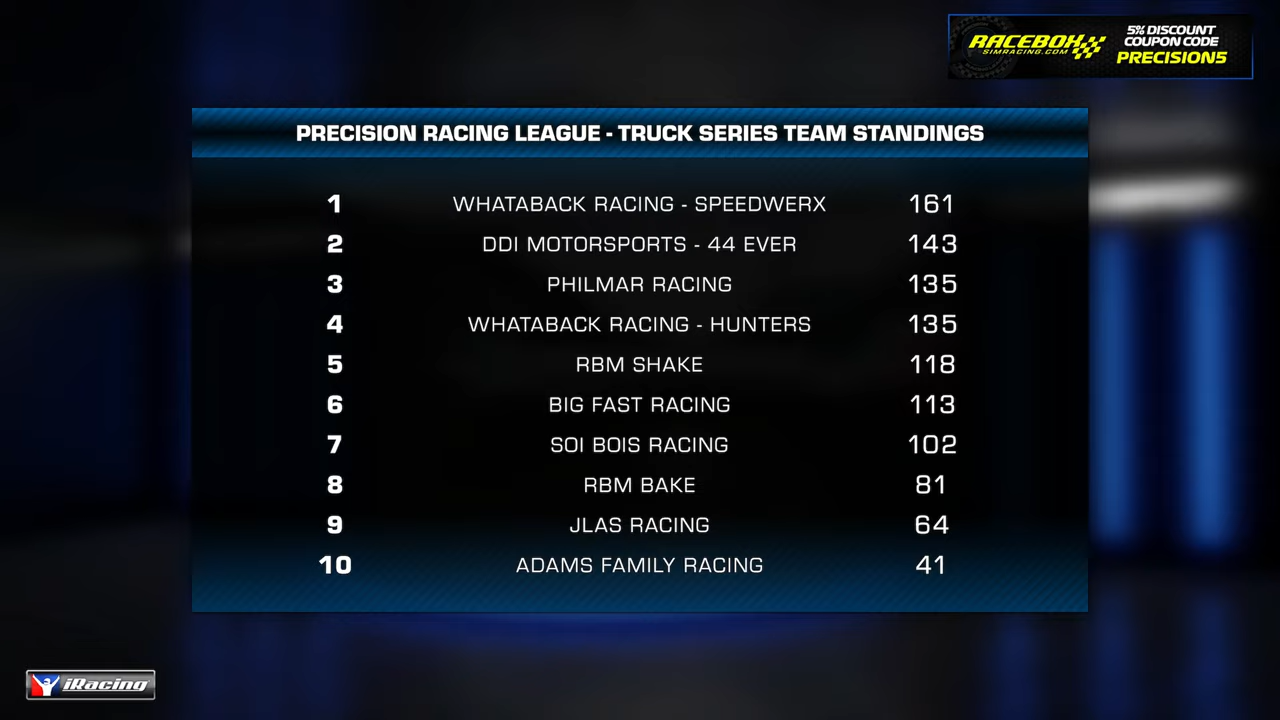 RACEBOX
SIMRACING.COM
5% DISCOUNT
COUPON CODE
PRECISION5
PRECISION RACING LEAGUE - TRUCK SERIES TEAM STANDINGS
1 WHATABACK RACING - SPEEDWERX 161
2 DDI MOTORSPORTS - 44 EVER 143
3 PHILMAR RACING 135
4 WHATABACK RACING - HUNTERS 135
5 RBM SHAKE 118
6 BIG FAST RACING 113
7 SOI BOIS RACING 102
8 RBM BAKE 81
9 JLAS RACING 64
10 ADAMS FAMILY RACING 41
iRacing